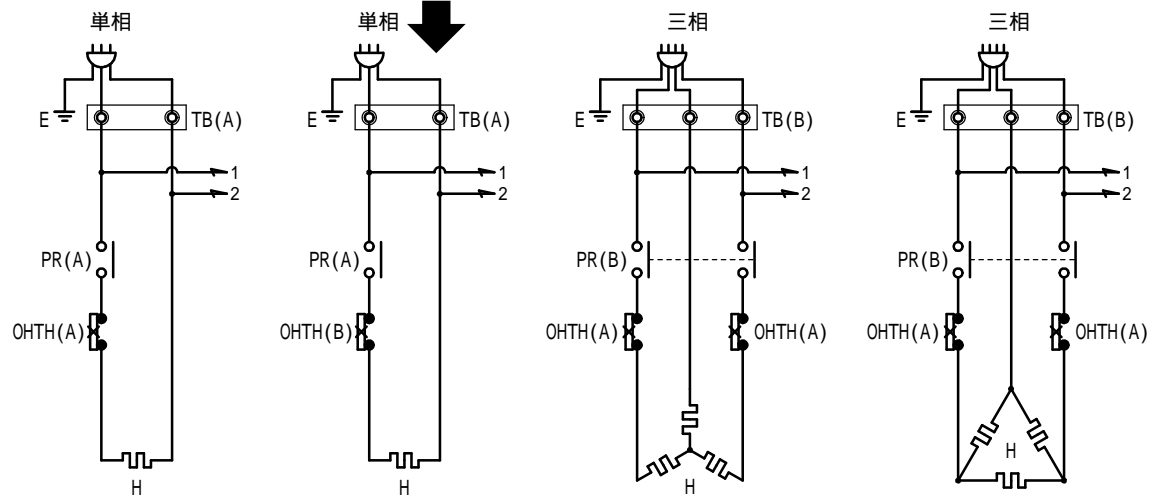 単相 単相 三相 三相
E TB(A) E TB(A) E TB(B) E TB(B)
1 1 1 1
2 2 2 2
PR(A) PR(A) PR(B) PR(B)
OHTH(A) OHTH(B) OHTH(A) OHTH(A) OHTH(A) OHTH(A)
H H H H